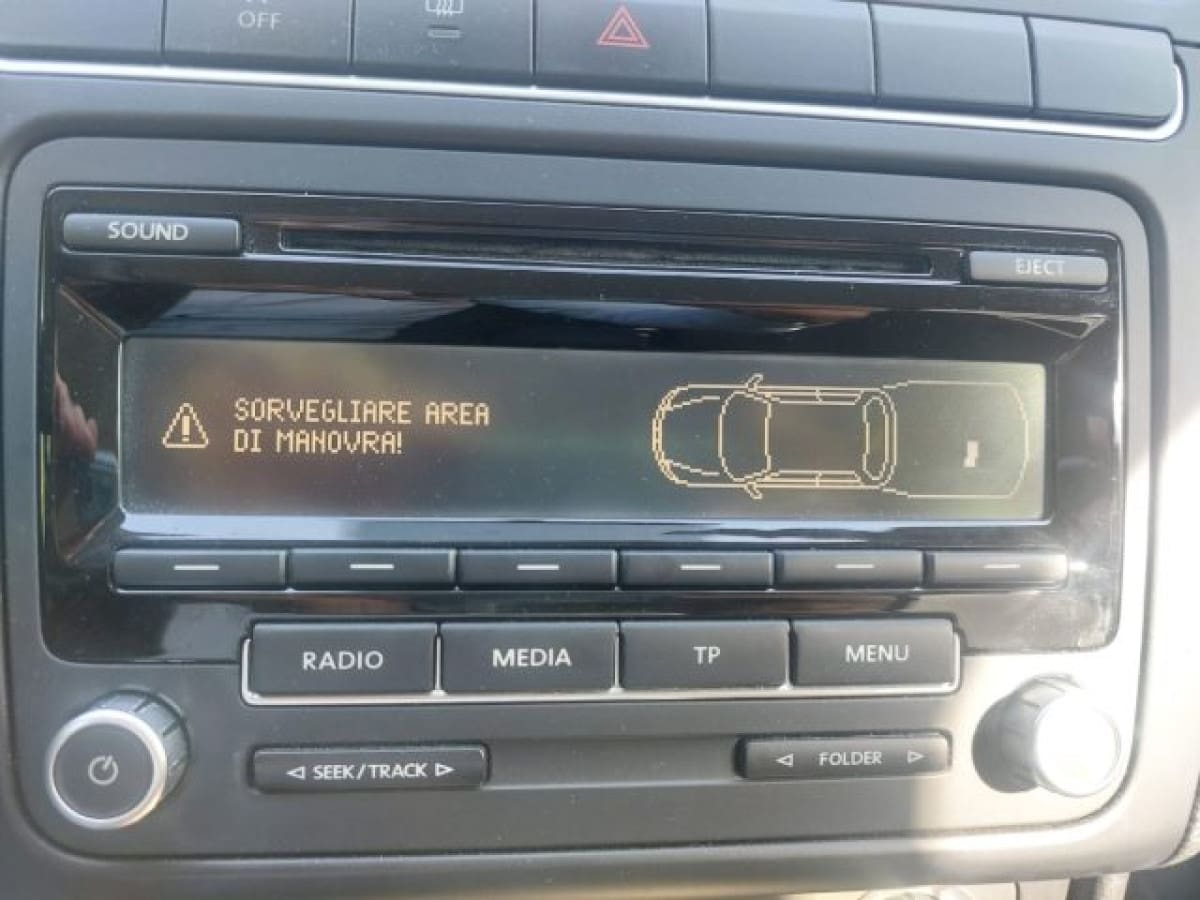 OFF
SOUND
EJECT
SORVEGLIARE AREA
DI MANOVRA!
RADIO
MEDIA
TP
MENU
SEEK/TRACK
FOLDER